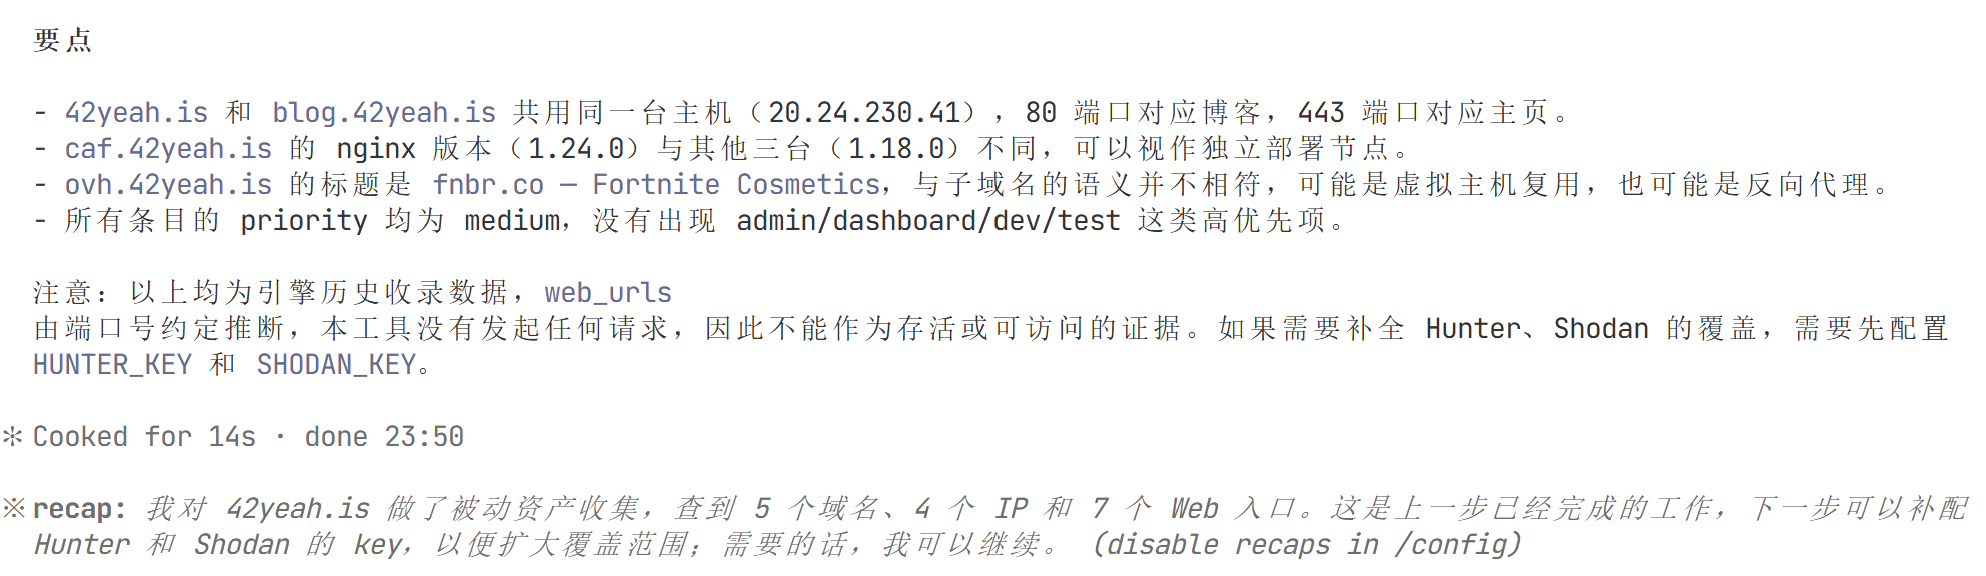 要点
- 42yeah.is 和 blog.42yeah.is 共用同一台主机（20.24.230.41），80 端口对应博客，443 端口对应主页。
- caf.42yeah.is 的 nginx 版本（1.24.0）与其他三台（1.18.0）不同，可以视作独立部署节点。
- ovh.42yeah.is 的标题是 fnbr.co — Fortnite Cosmetics，与子域名的语义并不相符，可能是虚拟主机复用，也可能是反向代理。
- 所有条目的 priority 均为 medium，没有出现 admin/dashboard/dev/test 这类高优先项。
注意：以上均为引擎历史收录数据，web_urls
由端口号约定推断，本工具没有发起任何请求，因此不能作为存活或可访问的证据。如果需要补全 Hunter、Shodan 的覆盖，需要先配置
HUNTER_KEY 和 SHODAN_KEY。
✻ Cooked for 14s · done 23:50
※ recap: 我对 42yeah.is 做了被动资产收集，查到 5 个域名、4 个 IP 和 7 个 Web 入口。这是上一步已经完成的工作，下一步可以补配
Hunter 和 Shodan 的 key，以便扩大覆盖范围；需要的话，我可以继续。 (disable recaps in /config)